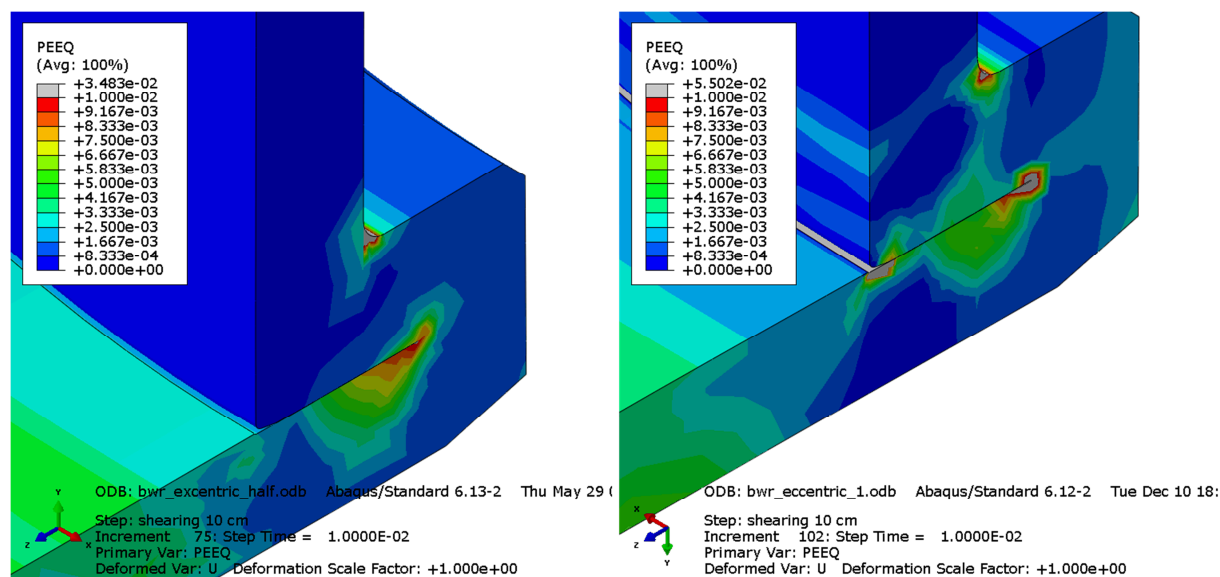 PEEQ
(Avg: 100%)
+3.483e-02
+1.000e-02
+9.167e-03
+8.333e-03
+7.500e-03
+6.667e-03
+5.833e-03
+5.000e-03
+4.167e-03
+3.333e-03
+2.500e-03
+1.667e-03
+8.333e-04
+0.000e+00
Y
Z
X
ODB: bwr_excentric_half.odb Abaqus/Standard 6.13-2 Thu May 29
Step: shearing 10 cm
Increment 75: Step Time = 1.0000E-02
Primary Var: PEEQ
Deformed Var: U Deformation Scale Factor: +1.000e+00
PEEQ
(Avg: 100%)
+5.502e-02
+1.000e-02
+9.167e-03
+8.333e-03
+7.500e-03
+6.667e-03
+5.833e-03
+5.000e-03
+4.167e-03
+3.333e-03
+2.500e-03
+1.667e-03
+8.333e-04
+0.000e+00
X
Z
Y
ODB: bwr_eccentric_1.odb Abaqus/Standard 6.12-2 Tue Dec 10 18:
Step: shearing 10 cm
Increment 102: Step Time = 1.0000E-02
Primary Var: PEEQ
Deformed Var: U Deformation Scale Factor: +1.000e+00